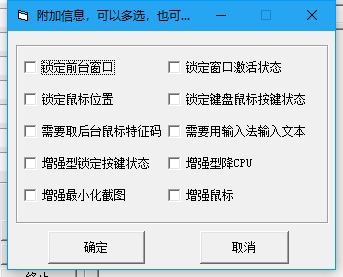 附加信息，可以多选，也可...
锁定前台窗口 锁定窗口激活状态
锁定鼠标位置 锁定键盘鼠标按键状态
需要取后台鼠标特征码 需要用输入法输入文本
增强型锁定按键状态 增强型降CPU
增强最小化截图 增强鼠标
确定 取消
终止